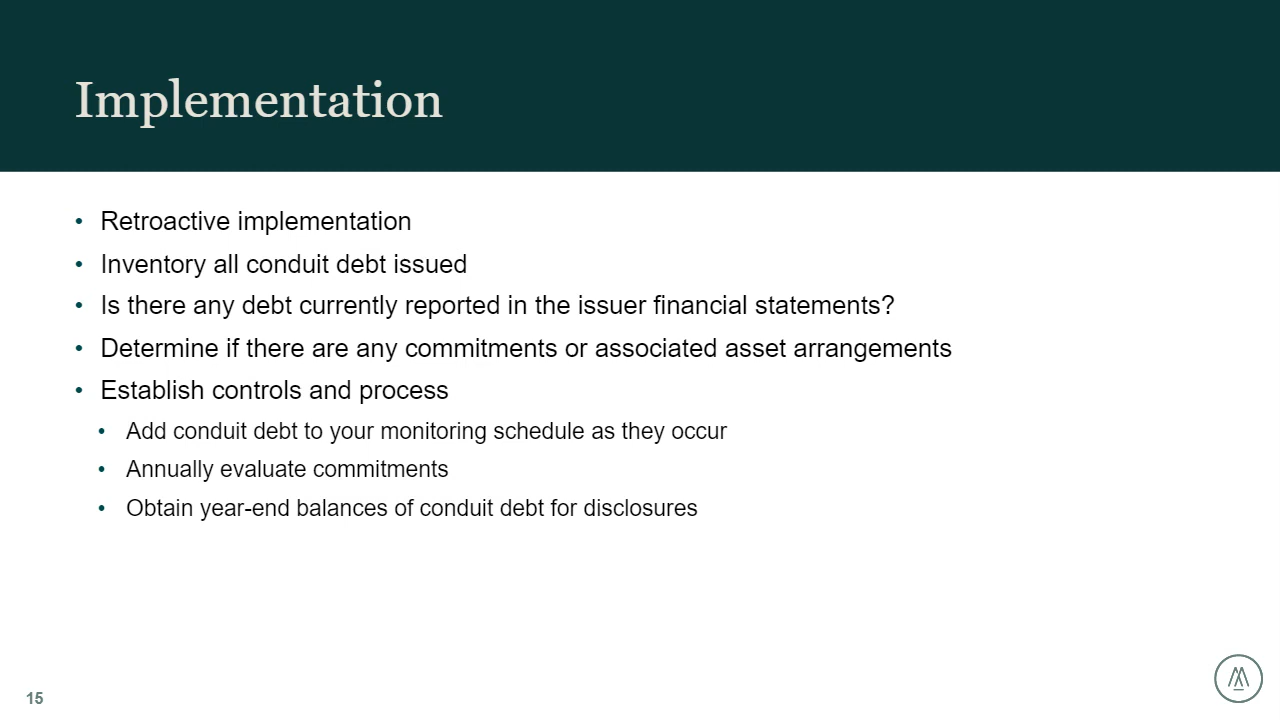 Implementation
• Retroactive implementation
• Inventory all conduit debt issued
• Is there any debt currently reported in the issuer financial statements?
• Determine if there are any commitments or associated asset arrangements
• Establish controls and process
• Add conduit debt to your monitoring schedule as they occur
• Annually evaluate commitments
• Obtain year-end balances of conduit debt for disclosures
15